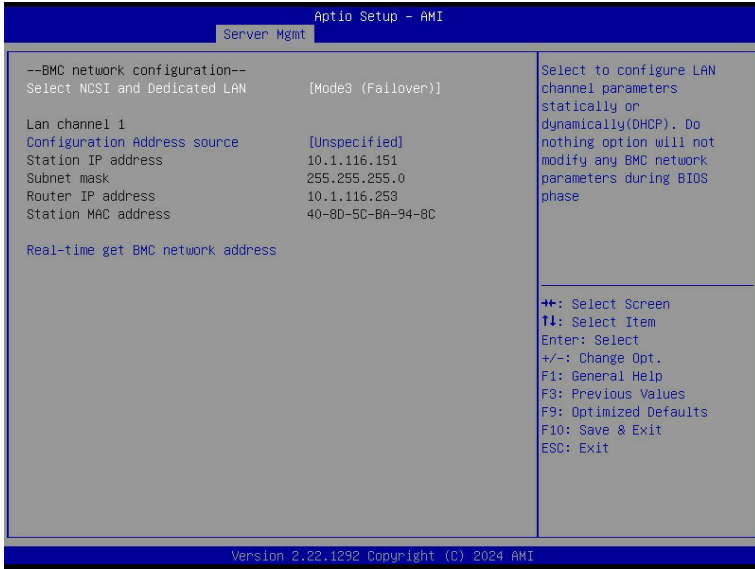 Aptio Setup – AMI
Server Mgmt
--BMC network configuration--
Select NCSI and Dedicated LAN [Mode3 (Failover)]
Lan channel 1
Configuration Address source [Unspecified]
Station IP address 10.1.116.151
Subnet mask 255.255.255.0
Router IP address 10.1.116.253
Station MAC address 40-8D-5C-BA-94-8C
Real-time get BMC network address
Select to configure LAN
channel parameters
statically or
dynamically(DHCP). Do
nothing option will not
modify any BMC network
parameters during BIOS
phase
→←: Select Screen
↑↓: Select Item
Enter: Select
+/-: Change Opt.
F1: General Help
F3: Previous Values
F9: Optimized Defaults
F10: Save & Exit
ESC: Exit
Version 2.22.1292 Copyright (C) 2024 AMI